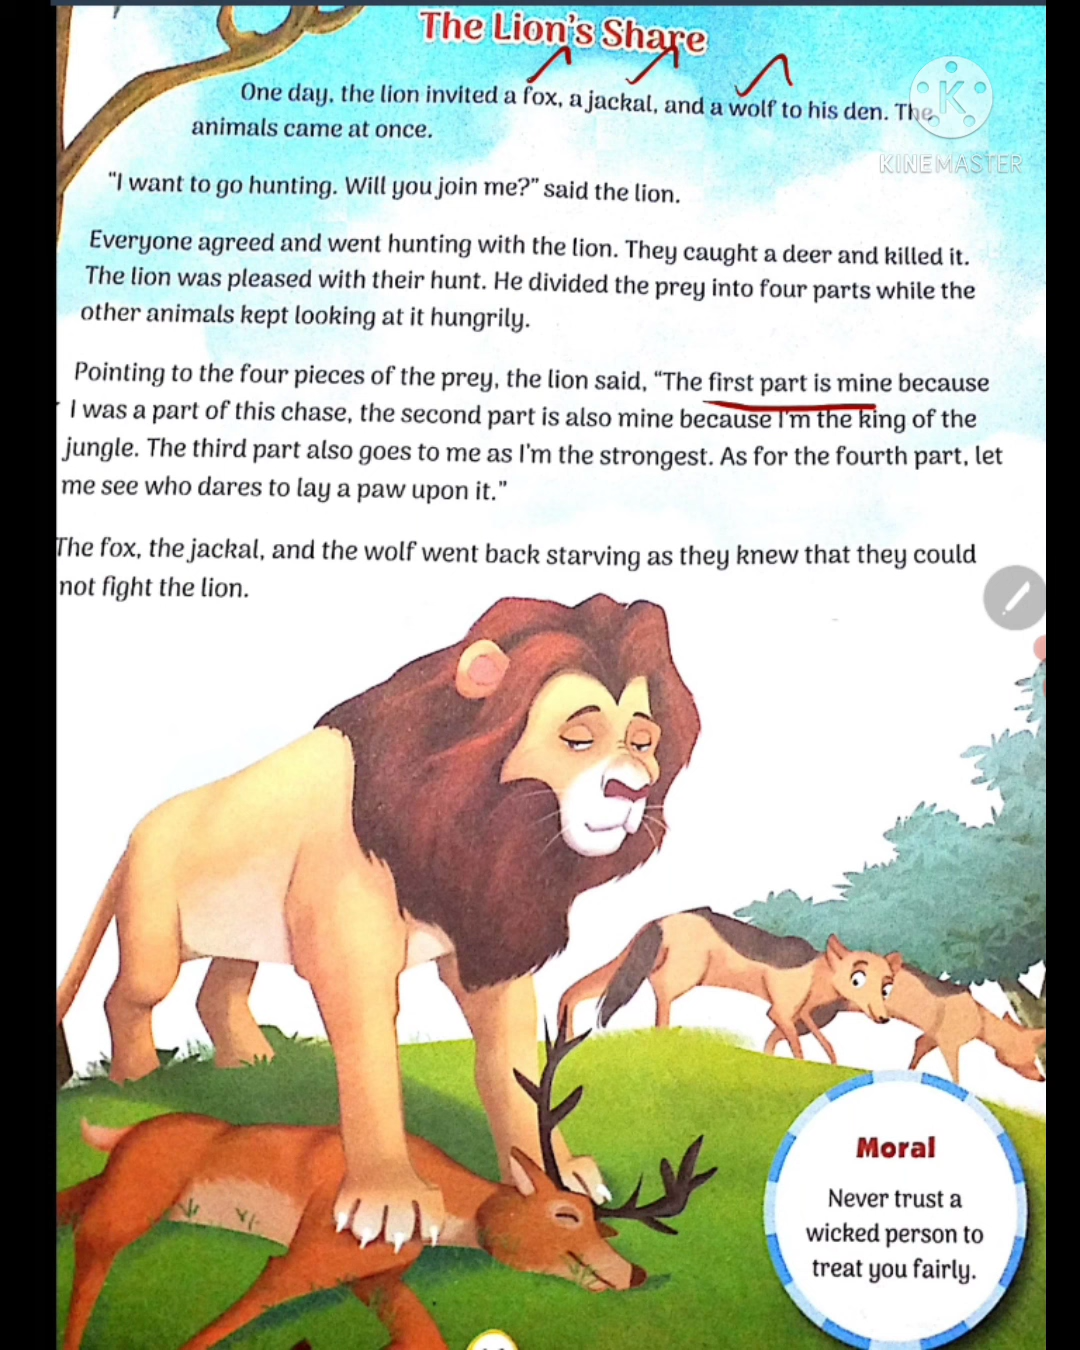 The Lion's Share
One day, the lion invited a fox, a jackal, and a wolf to his den. The
animals came at once.
K
KINEMASTER
"I want to go hunting. Will you join me?" said the lion.
Everyone agreed and went hunting with the lion. They caught a deer and killed it.
The lion was pleased with their hunt. He divided the prey into four parts while the
other animals kept looking at it hungrily.
Pointing to the four pieces of the prey, the lion said, "The first part is mine because
I was a part of this chase, the second part is also mine because I'm the king of the
jungle. The third part also goes to me as I'm the strongest. As for the fourth part, let
me see who dares to lay a paw upon it."
The fox, the jackal, and the wolf went back starving as they knew that they could
not fight the lion.
Moral
Never trust a
wicked person to
treat you fairly.